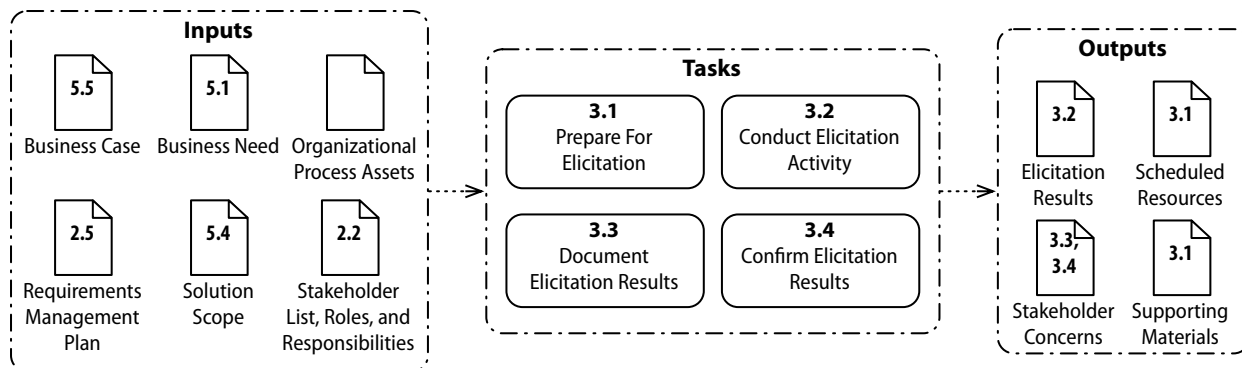 Inputs
5.5
Business Case
5.1
Business Need
Organizational
Process Assets
2.5
Requirements
Management
Plan
5.4
Solution
Scope
2.2
Stakeholder
List, Roles, and
Responsibilities
Tasks
3.1
Prepare For
Elicitation
3.2
Conduct Elicitation
Activity
3.3
Document
Elicitation Results
3.4
Confirm Elicitation
Results
Outputs
3.2
Elicitation
Results
3.1
Scheduled
Resources
3.3,
3.4
Stakeholder
Concerns
3.1
Supporting
Materials